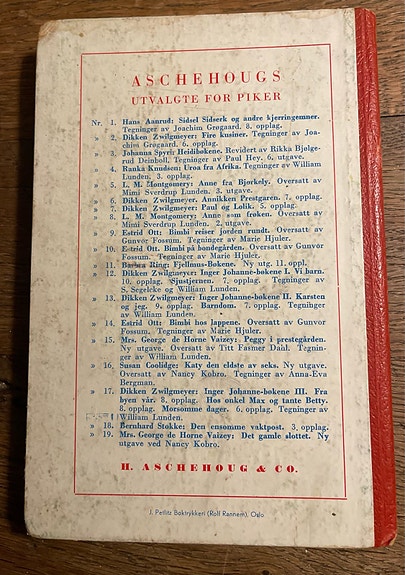 ASCHEHOUGS
UTVALGTE FOR PIKER
Nr. 1. Hans Aanrud: Sidsel Sidserk og andre kjerringemner.
Tegninger av Joachim Grøgaard. 8. opplag.
» 2. Dikken Zwilgmeyer: Fire kusiner. Tegninger av Joa-
chim Grøgaard. 6. opplag.
» 3. Johanna Spyri: Heidibøkene. Revidert av Rikka Bjølge-
rud Deinboll. Tegninger av Paul Hey. 6. utgave.
» 4. Ranka Knudsen: Uroa fra Afrika. Tegninger av William
Lunden. 3. opplag.
» 5. L. M. Montgomery: Anne fra Bjørkely. Oversatt av
Mimi Sverdrup Lunden. 3. utgave.
» 6. Dikken Zwilgmeyer: Annikken Prestgaren. 7. opplag.
» 7. Dikken Zwilgmeyer: Paul og Lolik. 5. opplag.
» 8. L. M. Montgomery: Anne som frøken. Oversatt av
Mimi Sverdrup Lunden. 2. utgave.
» 9. Estrid Ott: Bimbi reiser jorden rundt. Oversatt av
Gunvor Fossum. Tegninger av Marie Hjuler.
» 10. Estrid Ott: Bimbi på bondegården. Oversatt av Gunvor
Fossum. Tegninger av Marie Hjuler.
» 11. Barbra Ring: Fjellmus-Bøkene. Ny utg. 11. oppl.
» 12. Dikken Zwilgmeyer: Inger Johanne-bøkene I. Vi barn.
10. opplag. Sjustjernen. 7. opplag. Tegninger av
S. Segelcke og William Lunden.
» 13. Dikken Zwilgmeyer: Inger Johanne-bøkene II. Karsten
og jeg. 9. opplag. Barndom. 7. opplag. Tegninger
av William Lunden.
» 14. Estrid Ott: Bimbi hos lappene. Oversatt av Gunvor
Fossum. Tegninger av Marie Hjuler.
» 15. Mrs. George de Horne Vaizey: Peggy i prestegården.
Ny utgave. Oversatt av Titt Fasmer Dahl. Tegnin-
ger av William Lunden.
» 16. Susan Coolidge: Katy den eldste av seks. Ny utgave.
Oversatt av Nancy Kobro. Tegninger av Anna-Eva
Bergman.
» 17. Dikken Zwilgmeyer: Inger Johanne-bøkene III. Fra
byen vår. 8. opplag. Hos onkel Max og tante Betty.
8. opplag. Morsomme dager. 6. opplag. Tegninger av
William Lunden.
» 18. Bernhard Stokke: Den ensomme vaktpost. 3. opplag.
» 19. Mrs. George de Horne Vaizey: Det gamle slottet. Ny
utgave ved Nancy Kobro.
H. ASCHEHOUG & CO.
J. Petlitz Boktrykkeri (Rolf Rannem), Oslo